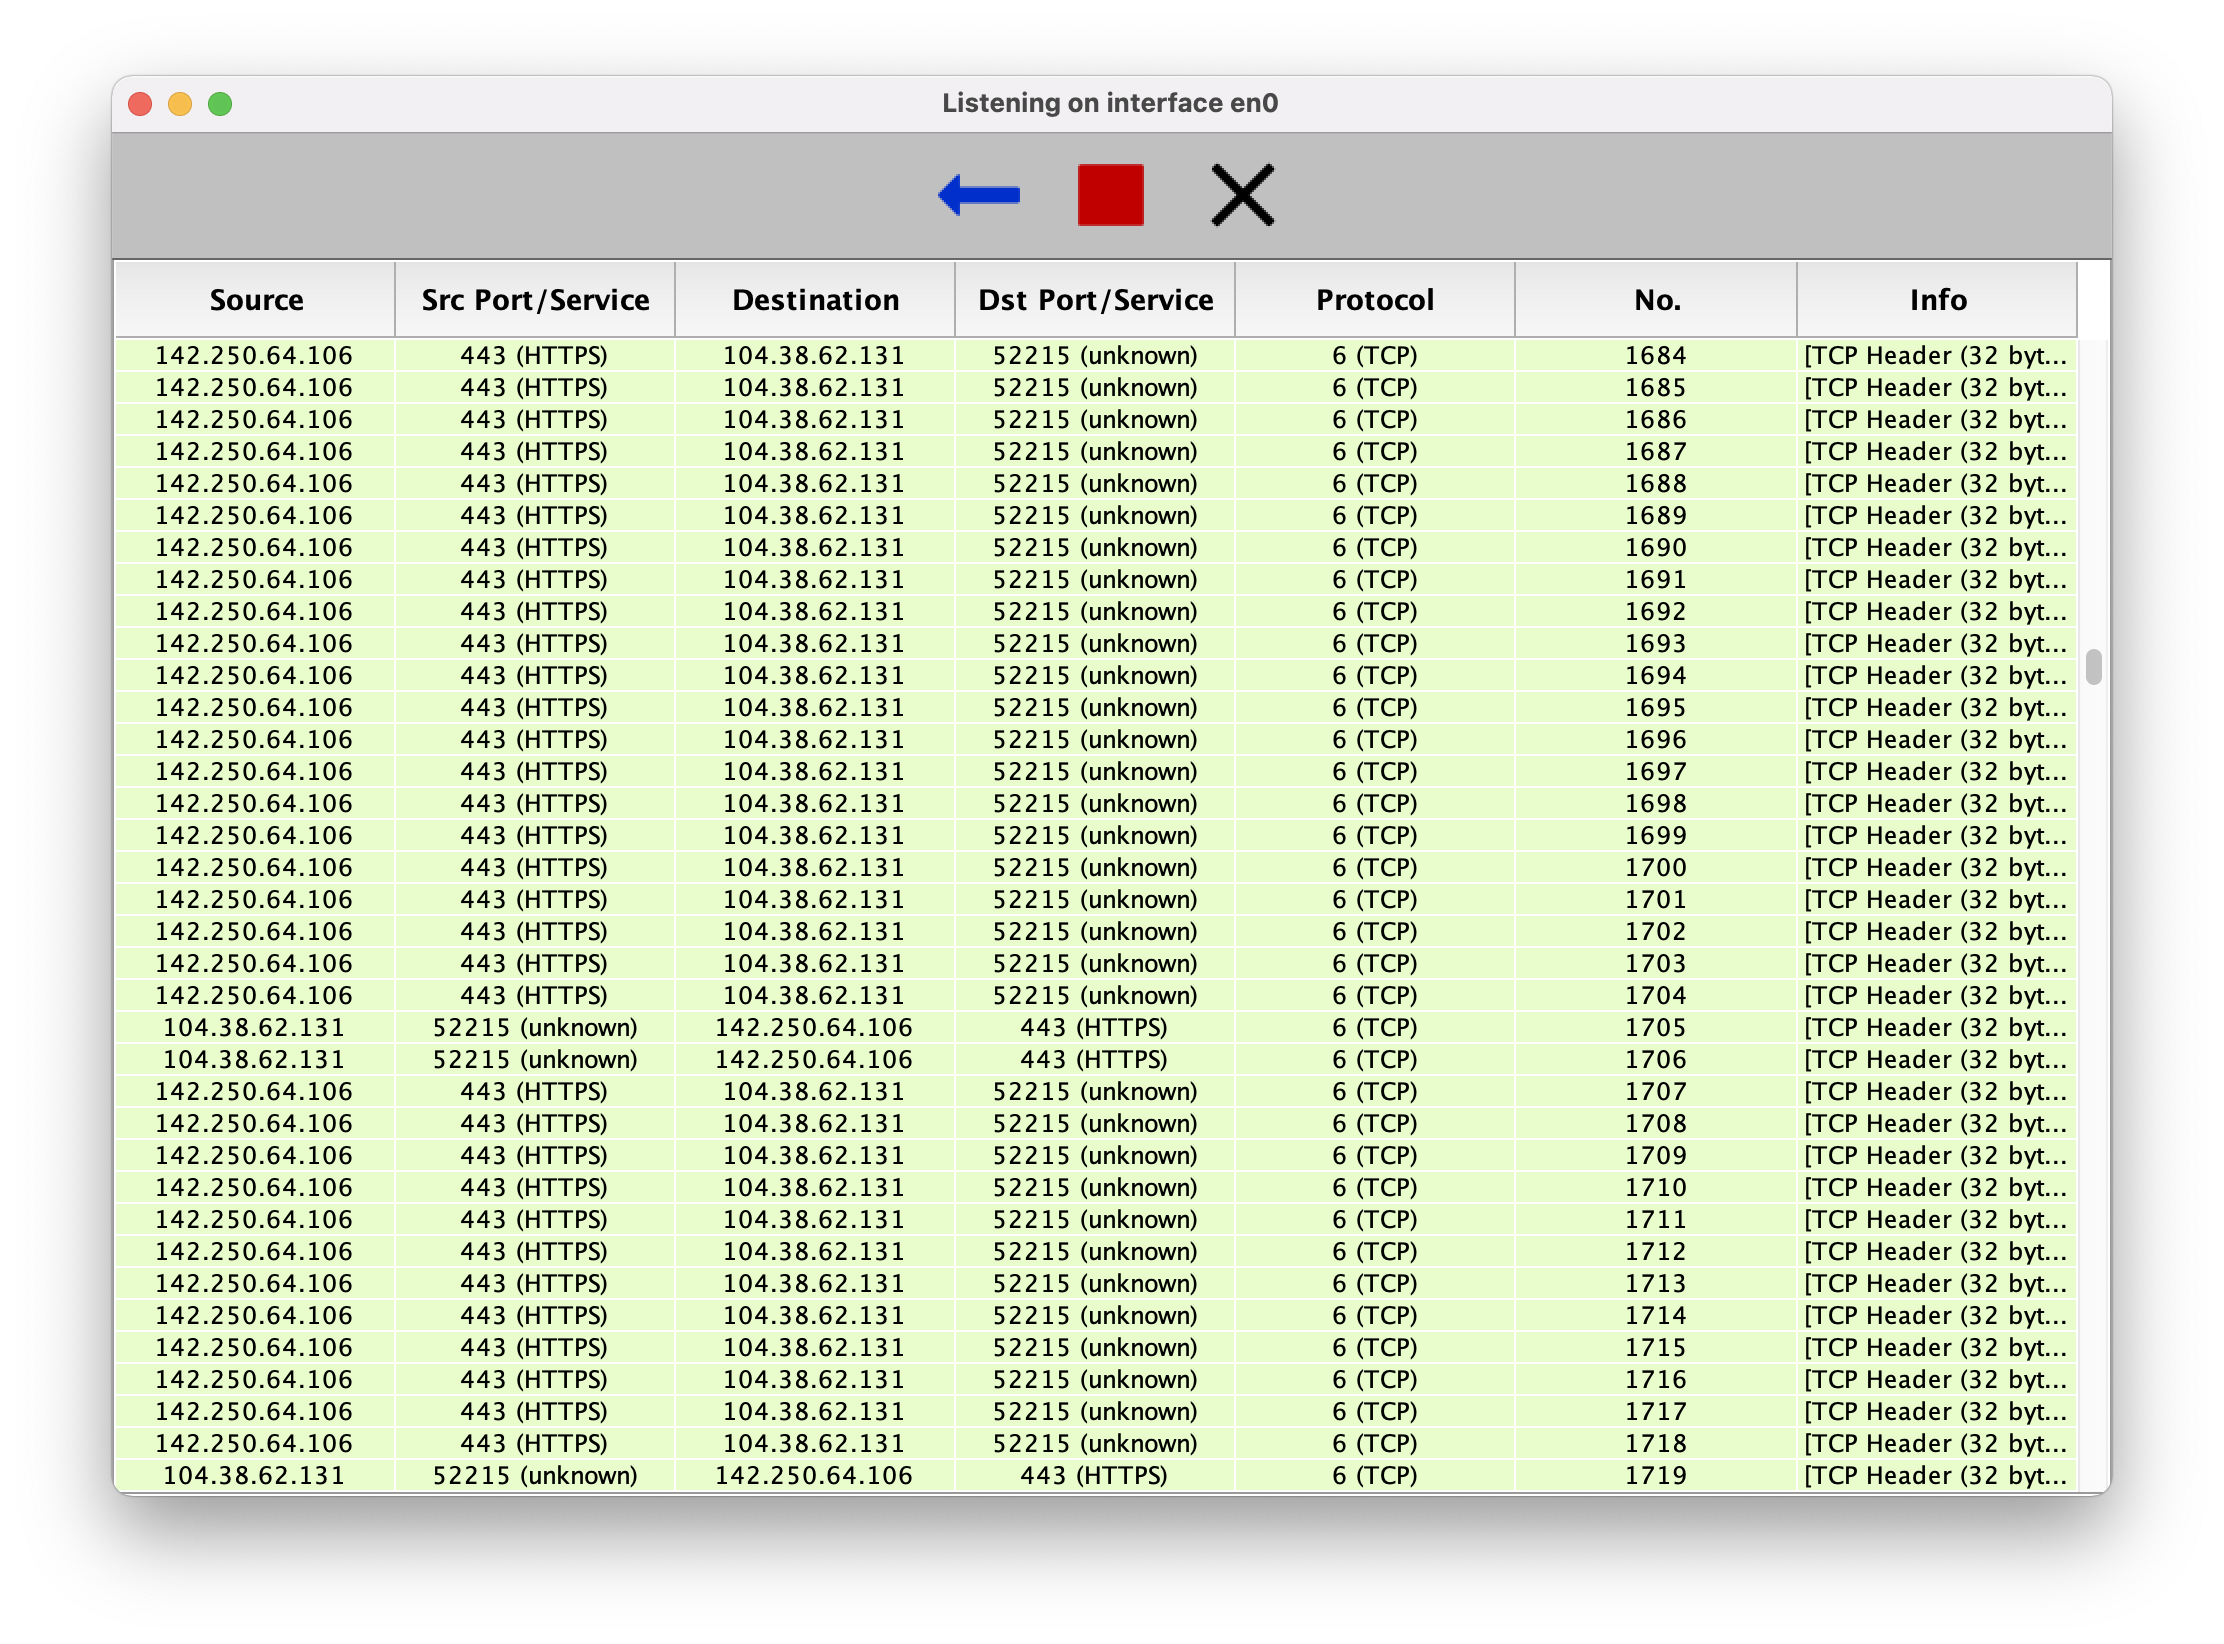 Listening on interface en0
Source Src Port/Service Destination Dst Port/Service Protocol No. Info
142.250.64.106 443 (HTTPS) 104.38.62.131 52215 (unknown) 6 (TCP) 1684 [TCP Header (32 byt...
142.250.64.106 443 (HTTPS) 104.38.62.131 52215 (unknown) 6 (TCP) 1685 [TCP Header (32 byt...
142.250.64.106 443 (HTTPS) 104.38.62.131 52215 (unknown) 6 (TCP) 1686 [TCP Header (32 byt...
142.250.64.106 443 (HTTPS) 104.38.62.131 52215 (unknown) 6 (TCP) 1687 [TCP Header (32 byt...
142.250.64.106 443 (HTTPS) 104.38.62.131 52215 (unknown) 6 (TCP) 1688 [TCP Header (32 byt...
142.250.64.106 443 (HTTPS) 104.38.62.131 52215 (unknown) 6 (TCP) 1689 [TCP Header (32 byt...
142.250.64.106 443 (HTTPS) 104.38.62.131 52215 (unknown) 6 (TCP) 1690 [TCP Header (32 byt...
142.250.64.106 443 (HTTPS) 104.38.62.131 52215 (unknown) 6 (TCP) 1691 [TCP Header (32 byt...
142.250.64.106 443 (HTTPS) 104.38.62.131 52215 (unknown) 6 (TCP) 1692 [TCP Header (32 byt...
142.250.64.106 443 (HTTPS) 104.38.62.131 52215 (unknown) 6 (TCP) 1693 [TCP Header (32 byt...
142.250.64.106 443 (HTTPS) 104.38.62.131 52215 (unknown) 6 (TCP) 1694 [TCP Header (32 byt...
142.250.64.106 443 (HTTPS) 104.38.62.131 52215 (unknown) 6 (TCP) 1695 [TCP Header (32 byt...
142.250.64.106 443 (HTTPS) 104.38.62.131 52215 (unknown) 6 (TCP) 1696 [TCP Header (32 byt...
142.250.64.106 443 (HTTPS) 104.38.62.131 52215 (unknown) 6 (TCP) 1697 [TCP Header (32 byt...
142.250.64.106 443 (HTTPS) 104.38.62.131 52215 (unknown) 6 (TCP) 1698 [TCP Header (32 byt...
142.250.64.106 443 (HTTPS) 104.38.62.131 52215 (unknown) 6 (TCP) 1699 [TCP Header (32 byt...
142.250.64.106 443 (HTTPS) 104.38.62.131 52215 (unknown) 6 (TCP) 1700 [TCP Header (32 byt...
142.250.64.106 443 (HTTPS) 104.38.62.131 52215 (unknown) 6 (TCP) 1701 [TCP Header (32 byt...
142.250.64.106 443 (HTTPS) 104.38.62.131 52215 (unknown) 6 (TCP) 1702 [TCP Header (32 byt...
142.250.64.106 443 (HTTPS) 104.38.62.131 52215 (unknown) 6 (TCP) 1703 [TCP Header (32 byt...
142.250.64.106 443 (HTTPS) 104.38.62.131 52215 (unknown) 6 (TCP) 1704 [TCP Header (32 byt...
104.38.62.131 52215 (unknown) 142.250.64.106 443 (HTTPS) 6 (TCP) 1705 [TCP Header (32 byt...
104.38.62.131 52215 (unknown) 142.250.64.106 443 (HTTPS) 6 (TCP) 1706 [TCP Header (32 byt...
142.250.64.106 443 (HTTPS) 104.38.62.131 52215 (unknown) 6 (TCP) 1707 [TCP Header (32 byt...
142.250.64.106 443 (HTTPS) 104.38.62.131 52215 (unknown) 6 (TCP) 1708 [TCP Header (32 byt...
142.250.64.106 443 (HTTPS) 104.38.62.131 52215 (unknown) 6 (TCP) 1709 [TCP Header (32 byt...
142.250.64.106 443 (HTTPS) 104.38.62.131 52215 (unknown) 6 (TCP) 1710 [TCP Header (32 byt...
142.250.64.106 443 (HTTPS) 104.38.62.131 52215 (unknown) 6 (TCP) 1711 [TCP Header (32 byt...
142.250.64.106 443 (HTTPS) 104.38.62.131 52215 (unknown) 6 (TCP) 1712 [TCP Header (32 byt...
142.250.64.106 443 (HTTPS) 104.38.62.131 52215 (unknown) 6 (TCP) 1713 [TCP Header (32 byt...
142.250.64.106 443 (HTTPS) 104.38.62.131 52215 (unknown) 6 (TCP) 1714 [TCP Header (32 byt...
142.250.64.106 443 (HTTPS) 104.38.62.131 52215 (unknown) 6 (TCP) 1715 [TCP Header (32 byt...
142.250.64.106 443 (HTTPS) 104.38.62.131 52215 (unknown) 6 (TCP) 1716 [TCP Header (32 byt...
142.250.64.106 443 (HTTPS) 104.38.62.131 52215 (unknown) 6 (TCP) 1717 [TCP Header (32 byt...
142.250.64.106 443 (HTTPS) 104.38.62.131 52215 (unknown) 6 (TCP) 1718 [TCP Header (32 byt...
104.38.62.131 52215 (unknown) 142.250.64.106 443 (HTTPS) 6 (TCP) 1719 [TCP Header (32 byt...